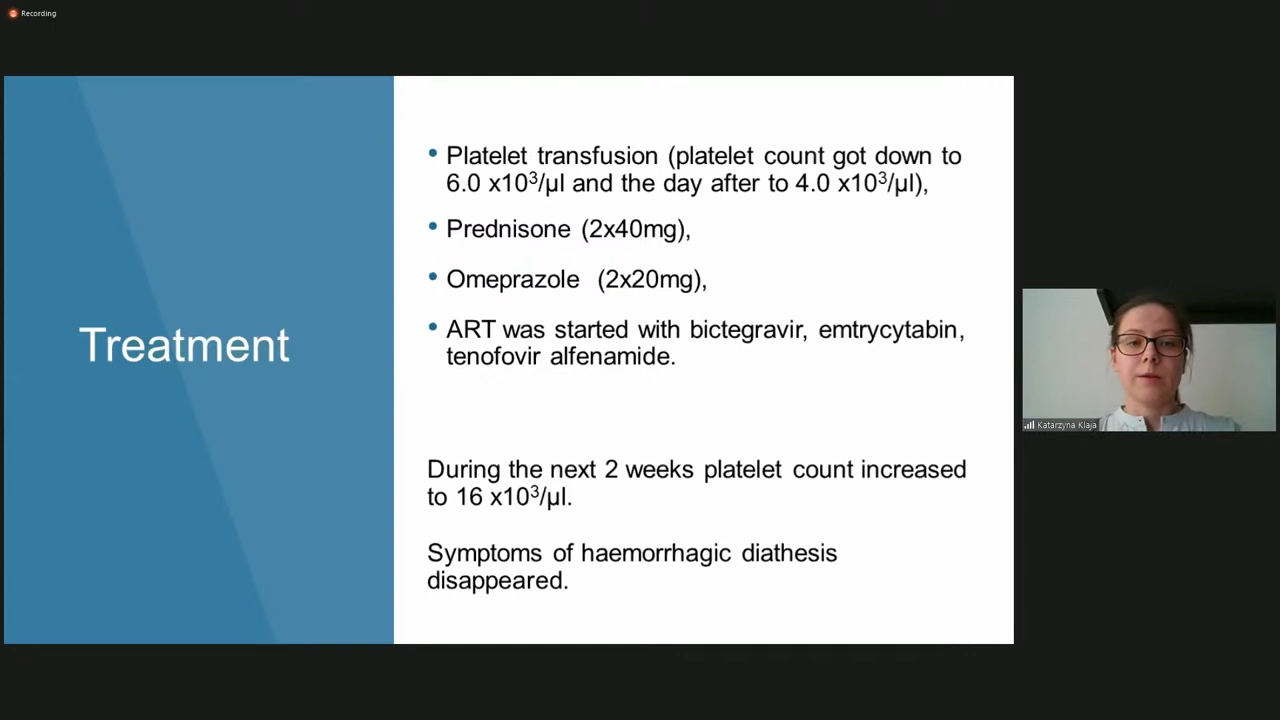 Recording
Platelet transfusion (platelet count got down to
6.0 x10³/µl and the day after to 4.0 x10³/µl),
Prednisone (2x40mg),
Omeprazole (2x20mg),
ART was started with bictegravir, emtrycytabin,
tenofovir alfenamide.
Treatment
During the next 2 weeks platelet count increased
to 16 x10³/µl.
Symptoms of haemorrhagic diathesis
disappeared.
Katarzyna Klaja